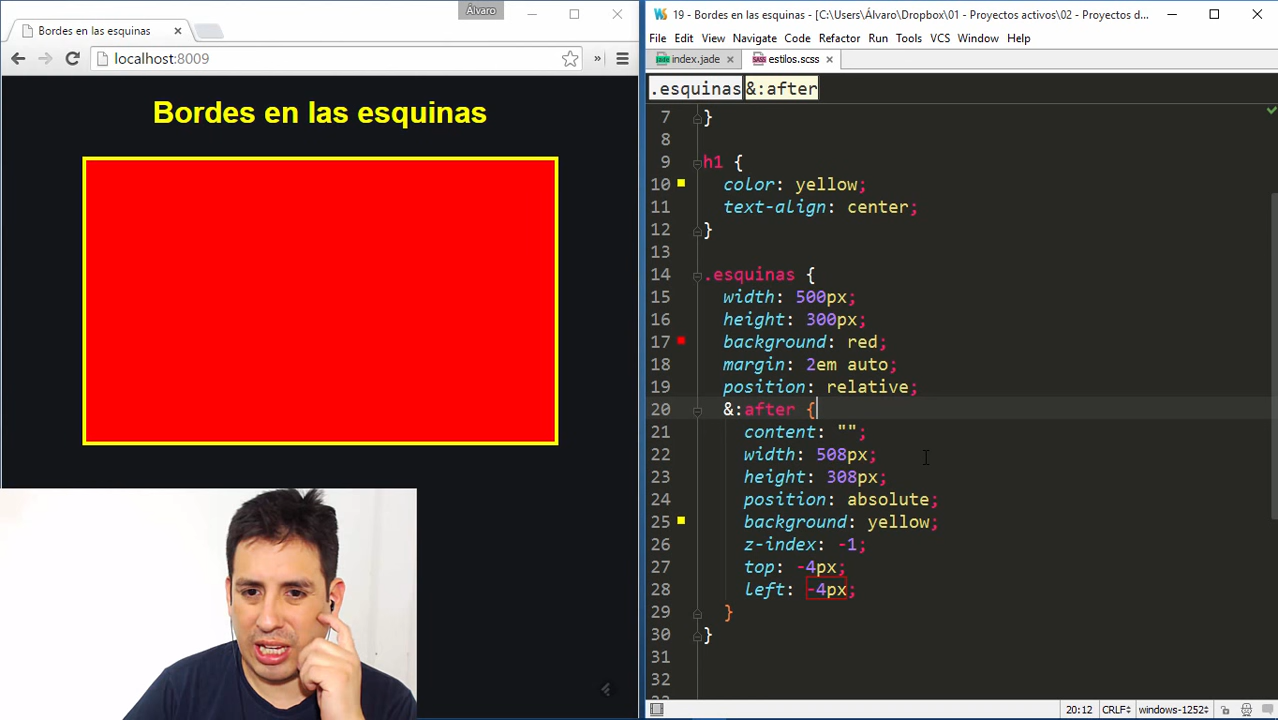 Álvaro
Bordes en las esquinas
localhost:8009
Bordes en las esquinas
19 - Bordes en las esquinas - [C:\Users\Álvaro\Dropbox\01 - Proyectos activos\02 - Proyectos d...
File Edit View Navigate Code Refactor Run Tools VCS Window Help
index.jade estilos.scss
.esquinas &:after
7 }
8
9 h1 {
10 color: yellow;
11 text-align: center;
12 }
13
14 .esquinas {
15 width: 500px;
16 height: 300px;
17 background: red;
18 margin: 2em auto;
19 position: relative;
20 &:after {
21 content: "";
22 width: 508px;
23 height: 308px;
24 position: absolute;
25 background: yellow;
26 z-index: -1;
27 top: -4px;
28 left: -4px;
29 }
30 }
31
32
33
20:12 CRLF÷ windows-1252÷